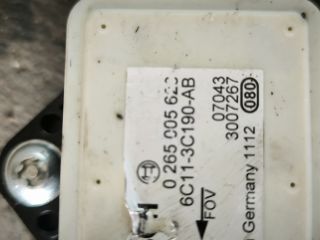 0 265 005 62
6C11-3C190-AB
07043
3007267
080
FOV
Germany 1112